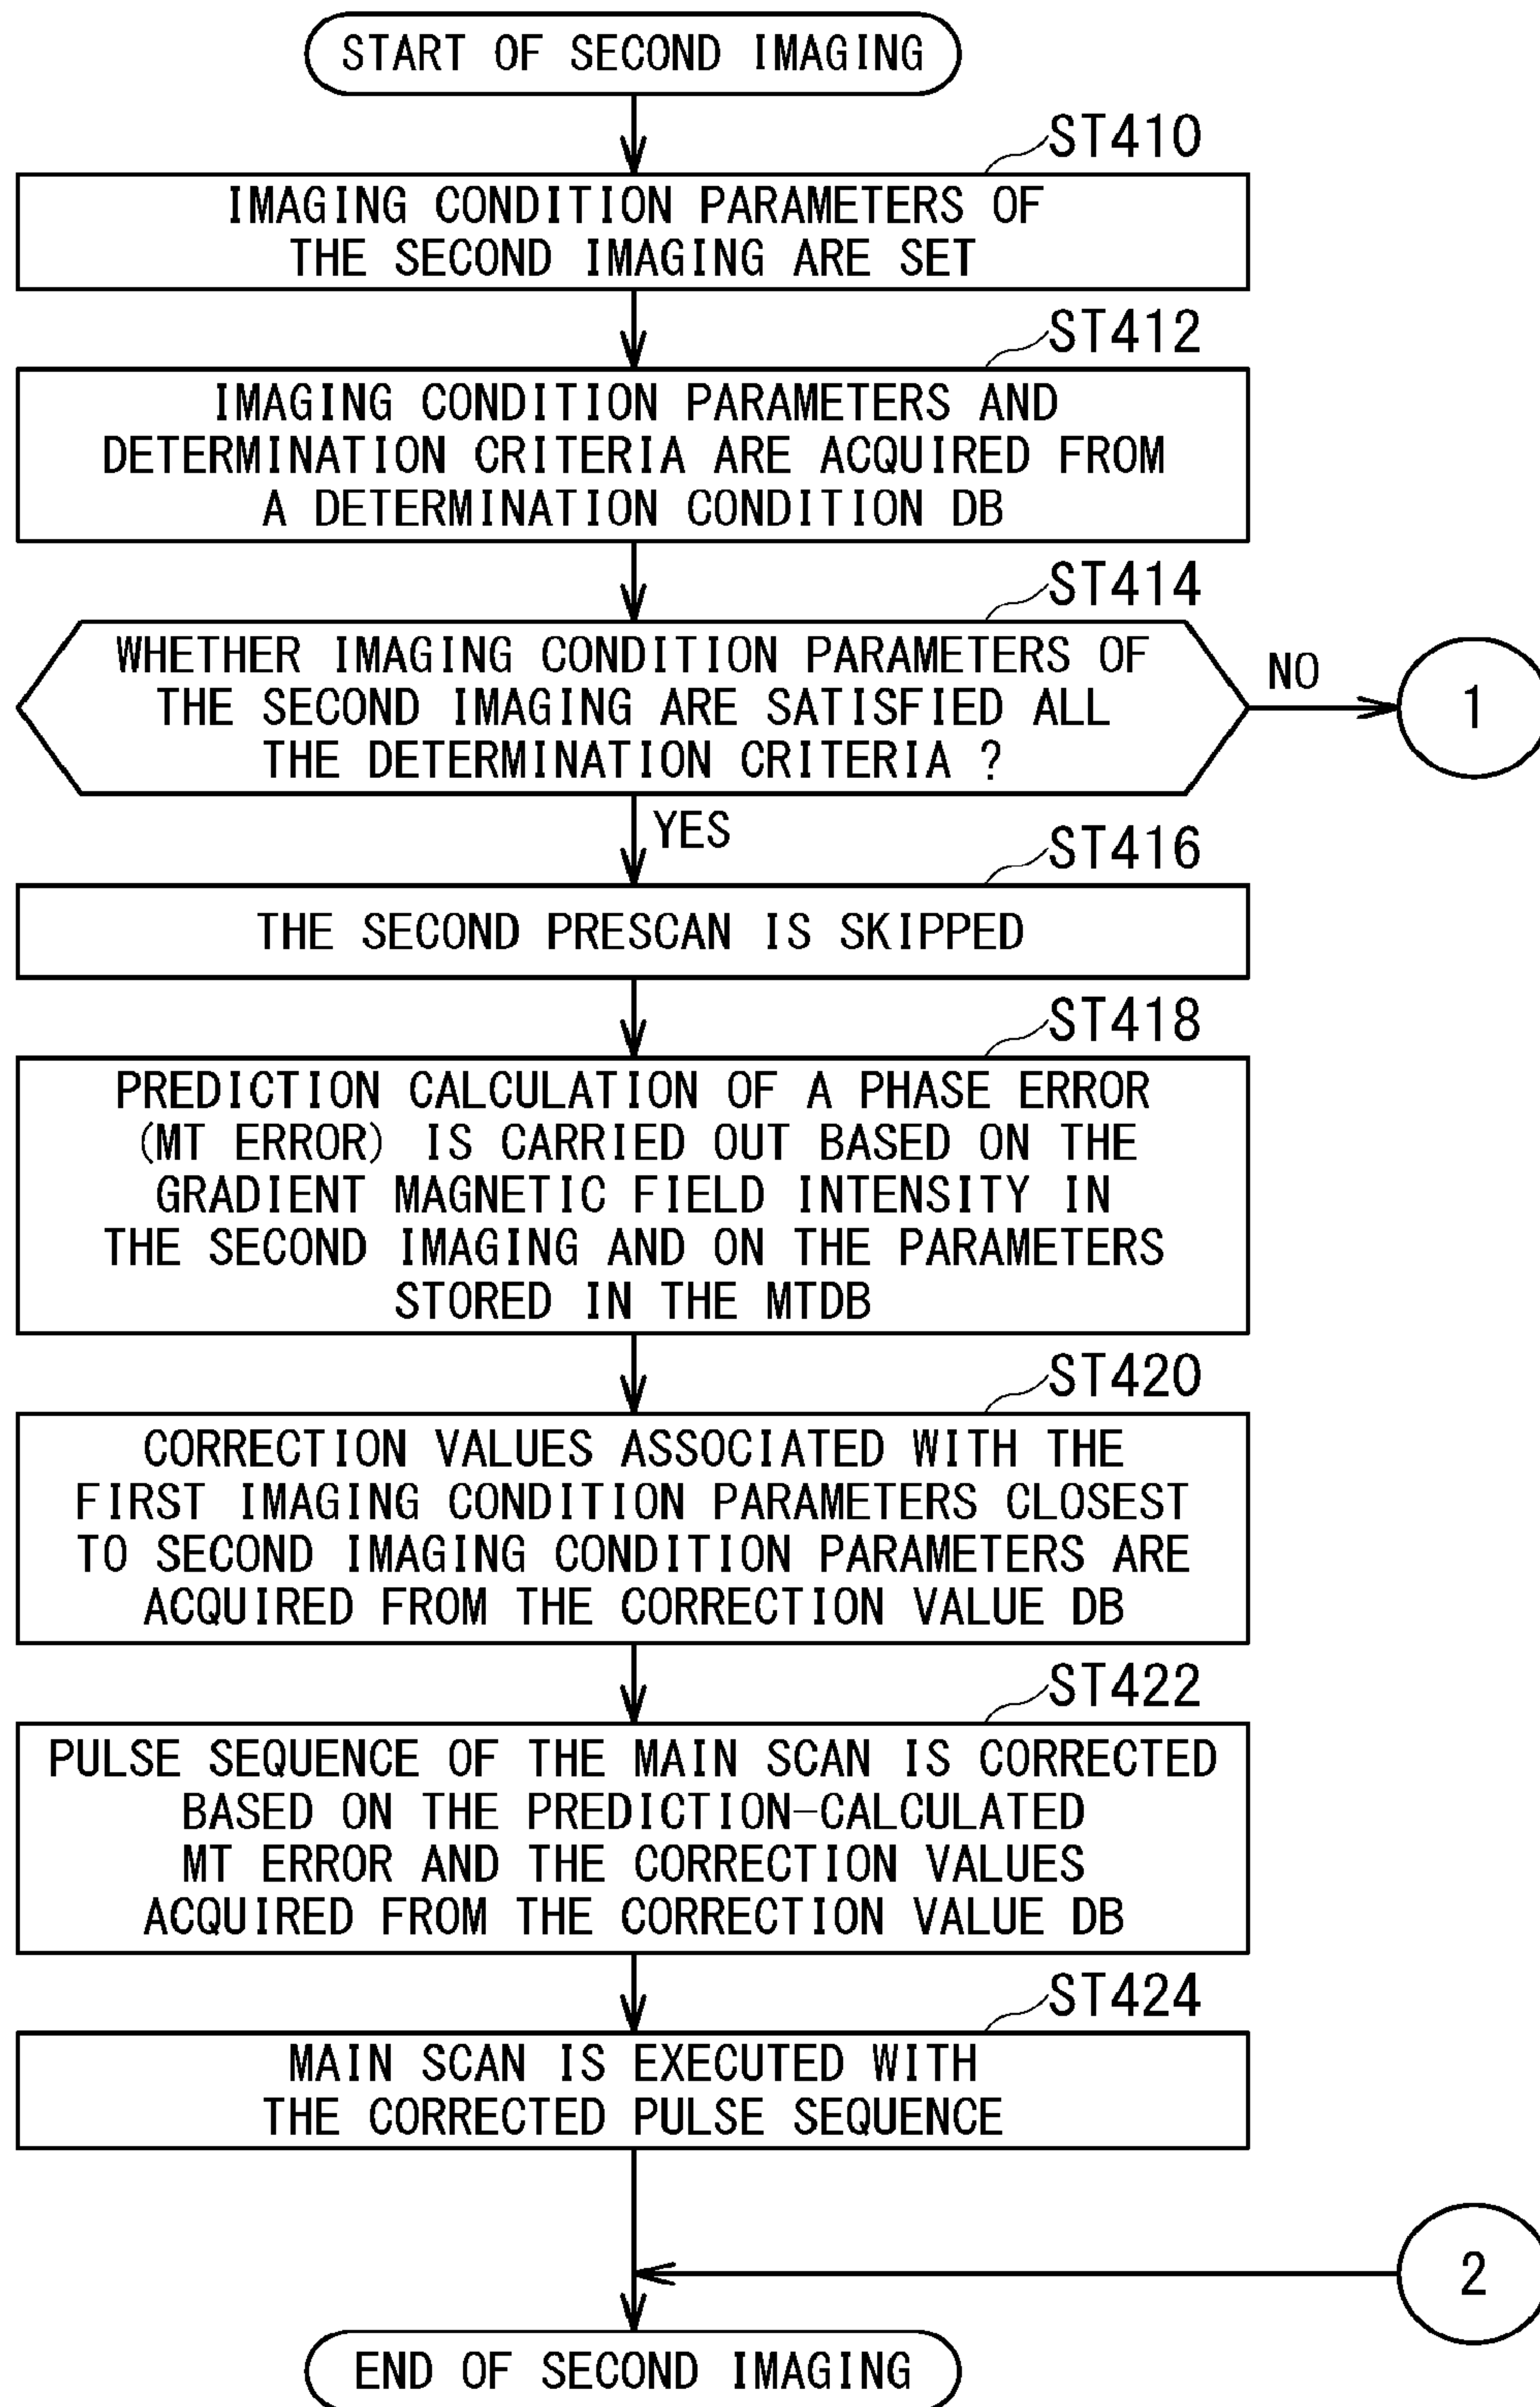 START OF SECOND IMAGING
ST410
IMAGING CONDITION PARAMETERS OF
THE SECOND IMAGING ARE SET
ST412
IMAGING CONDITION PARAMETERS AND
DETERMINATION CRITERIA ARE ACQUIRED FROM
A DETERMINATION CONDITION DB
ST414
WHETHER IMAGING CONDITION PARAMETERS OF
THE SECOND IMAGING ARE SATISFIED ALL
THE DETERMINATION CRITERIA ?
NO
1
YES
ST416
THE SECOND PRESCAN IS SKIPPED
ST418
PREDICTION CALCULATION OF A PHASE ERROR
(MT ERROR) IS CARRIED OUT BASED ON THE
GRADIENT MAGNETIC FIELD INTENSITY IN
THE SECOND IMAGING AND ON THE PARAMETERS
STORED IN THE MTDB
ST420
CORRECTION VALUES ASSOCIATED WITH THE
FIRST IMAGING CONDITION PARAMETERS CLOSEST
TO SECOND IMAGING CONDITION PARAMETERS ARE
ACQUIRED FROM THE CORRECTION VALUE DB
ST422
PULSE SEQUENCE OF THE MAIN SCAN IS CORRECTED
BASED ON THE PREDICTION-CALCULATED
MT ERROR AND THE CORRECTION VALUES
ACQUIRED FROM THE CORRECTION VALUE DB
ST424
MAIN SCAN IS EXECUTED WITH
THE CORRECTED PULSE SEQUENCE
2
END OF SECOND IMAGING